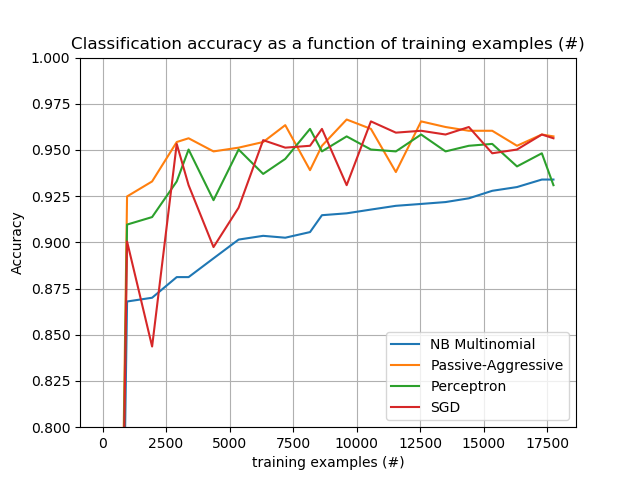 Classification accuracy as a function of training examples (#)
1.000
0.975
0.950
0.925
0.900
0.875
0.850
0.825
0.800
Accuracy
NB Multinomial
Passive-Aggressive
Perceptron
SGD
0 2500 5000 7500 10000 12500 15000 17500
training examples (#)